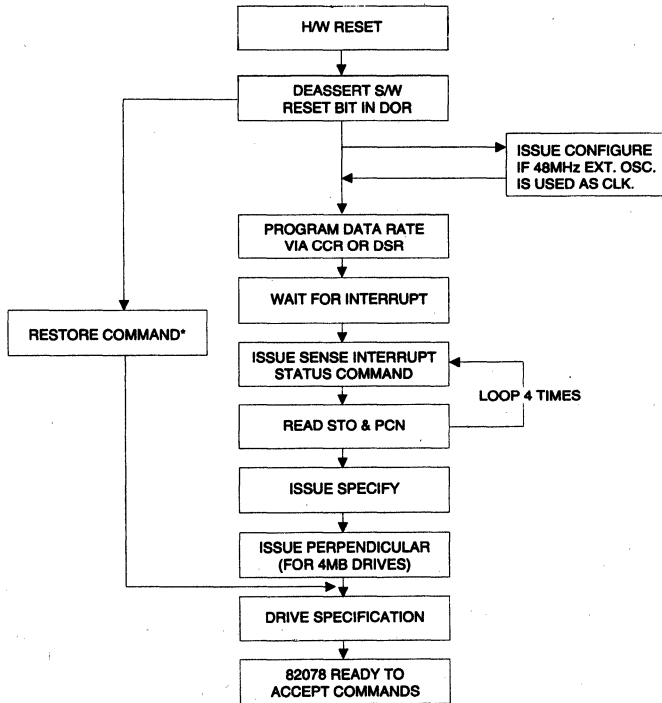 H/W RESET
DEASSERT S/W
RESET BIT IN DOR
ISSUE CONFIGURE
IF 48MHz EXT. OSC.
IS USED AS CLK.
PROGRAM DATA RATE
VIA CCR OR DSR
WAIT FOR INTERRUPT
RESTORE COMMAND*
ISSUE SENSE INTERRUPT
STATUS COMMAND
LOOP 4 TIMES
READ STO & PCN
ISSUE SPECIFY
ISSUE PERPENDICULAR
(FOR 4MB DRIVES)
DRIVE SPECIFICATION
82078 READY TO
ACCEPT COMMANDS